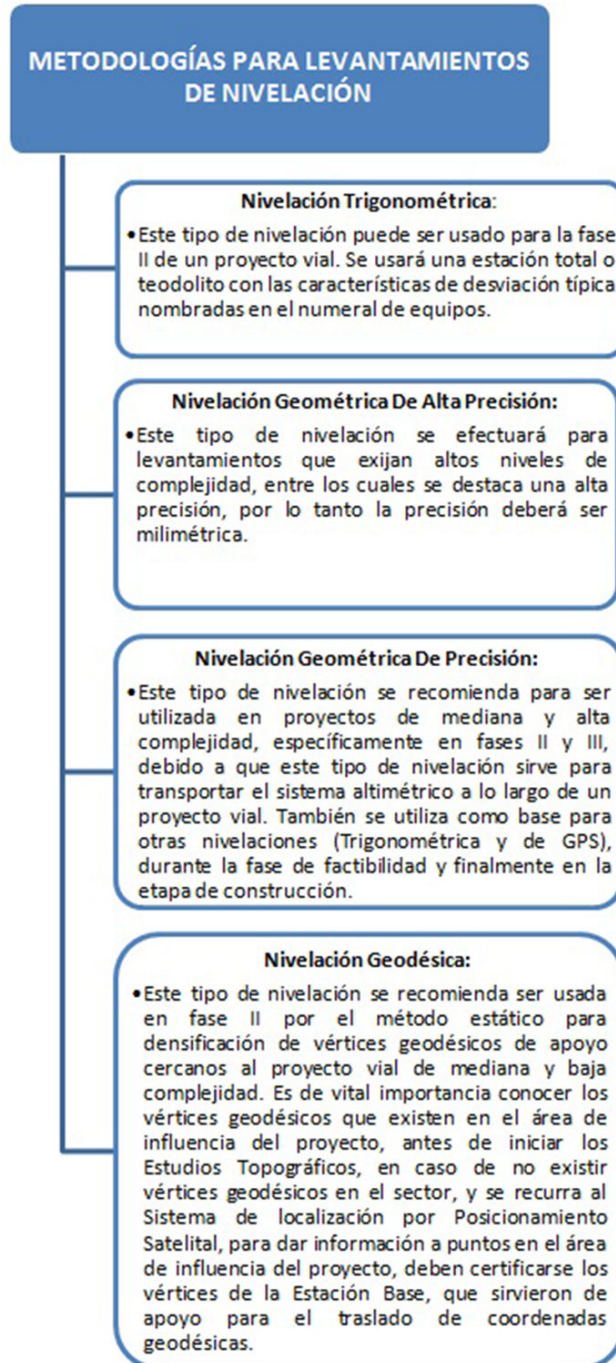 METODOLOGÍAS PARA LEVANTAMIENTOS
DE NIVELACIÓN
Nivelación Trigonométrica:
•Este tipo de nivelación puede ser usado para la fase
II de un proyecto vial. Se usará una estación total o
teodolito con las características de desviación típica
nombradas en el numeral de equipos.
Nivelación Geométrica De Alta Precisión:
•Este tipo de nivelación se efectuará para
levantamientos que exijan altos niveles de
complejidad, entre los cuales se destaca una alta
precisión, por lo tanto la precisión deberá ser
milimétrica.
Nivelación Geométrica De Precisión:
•Este tipo de nivelación se recomienda para ser
utilizada en proyectos de mediana y alta
complejidad, específicamente en fases II y III,
debido a que este tipo de nivelación sirve para
transportar el sistema altimétrico a lo largo de un
proyecto vial. También se utiliza como base para
otras nivelaciones (Trigonométrica y de GPS),
durante la fase de factibilidad y finalmente en la
etapa de construcción.
Nivelación Geodésica:
•Este tipo de nivelación se recomienda ser usada
en fase II por el método estático para
densificación de vértices geodésicos de apoyo
cercanos al proyecto vial de mediana y baja
complejidad. Es de vital importancia conocer los
vértices geodésicos que existen en el área de
influencia del proyecto, antes de iniciar los
Estudios Topográficos, en caso de no existir
vértices geodésicos en el sector, y se recurra al
Sistema de localización por Posicionamiento
Satelital, para dar información a puntos en el área
de influencia del proyecto, deben certificarse los
vértices de la Estación Base, que sirvieron de
apoyo para el traslado de coordenadas
geodésicas.